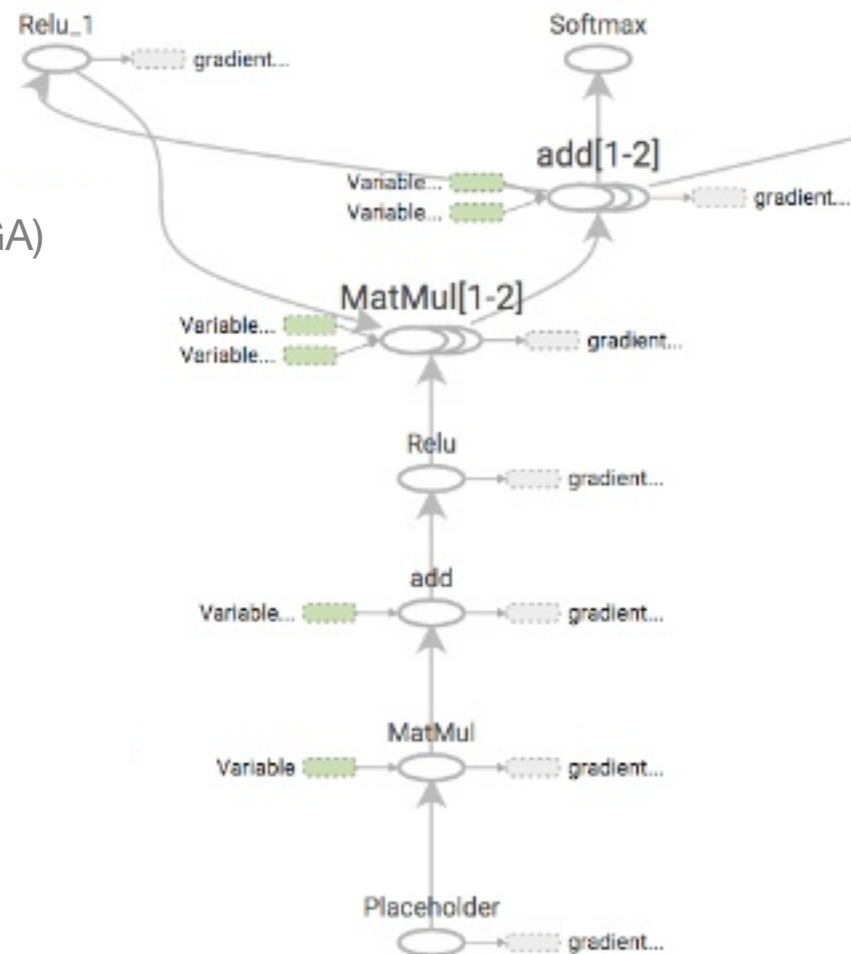 Relu_1
Softmax
gradient...
add[1-2]
Variable...
gradient...
Variable...
GA)
MatMul[1-2]
Variable...
gradient...
Variable...
Relu
gradient...
add
Variable...
gradient...
MatMul
Variable
gradient...
Placeholder
gradient...